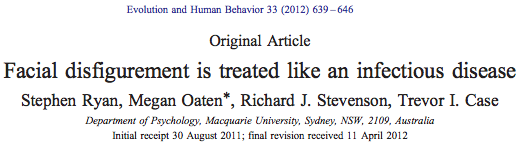 Evolution and Human Behavior 33 (2012) 639–646
Original Article
Facial disfigurement is treated like an infectious disease
Stephen Ryan, Megan Oaten*, Richard J. Stevenson, Trevor I. Case
Department of Psychology, Macquarie University, Sydney, NSW, 2109, Australia
Initial receipt 30 August 2011; final revision received 11 April 2012